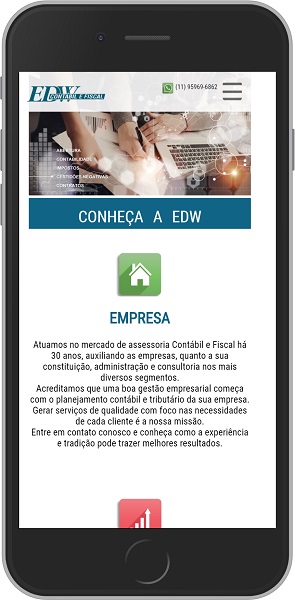 EDW
CONTÁBIL E FISCAL
(11) 95969-6862
ABERTURA
CONTABILIDADE
IMPOSTOS
CERTIDÕES NEGATIVAS
CONTRATOS
CONHEÇA A EDW
EMPRESA
Atuamos no mercado de assessoria Contábil e Fiscal há
30 anos, auxiliando as empresas, quanto a sua
constituição, administração e consultoria nos mais
diversos segmentos.
Acreditamos que uma boa gestão empresarial começa
com o planejamento contábil e tributário da sua empresa.
Gerar serviços de qualidade com foco nas necessidades
de cada cliente é a nossa missão.
Entre em contato conosco e conheça como a experiência
e tradição pode trazer melhores resultados.